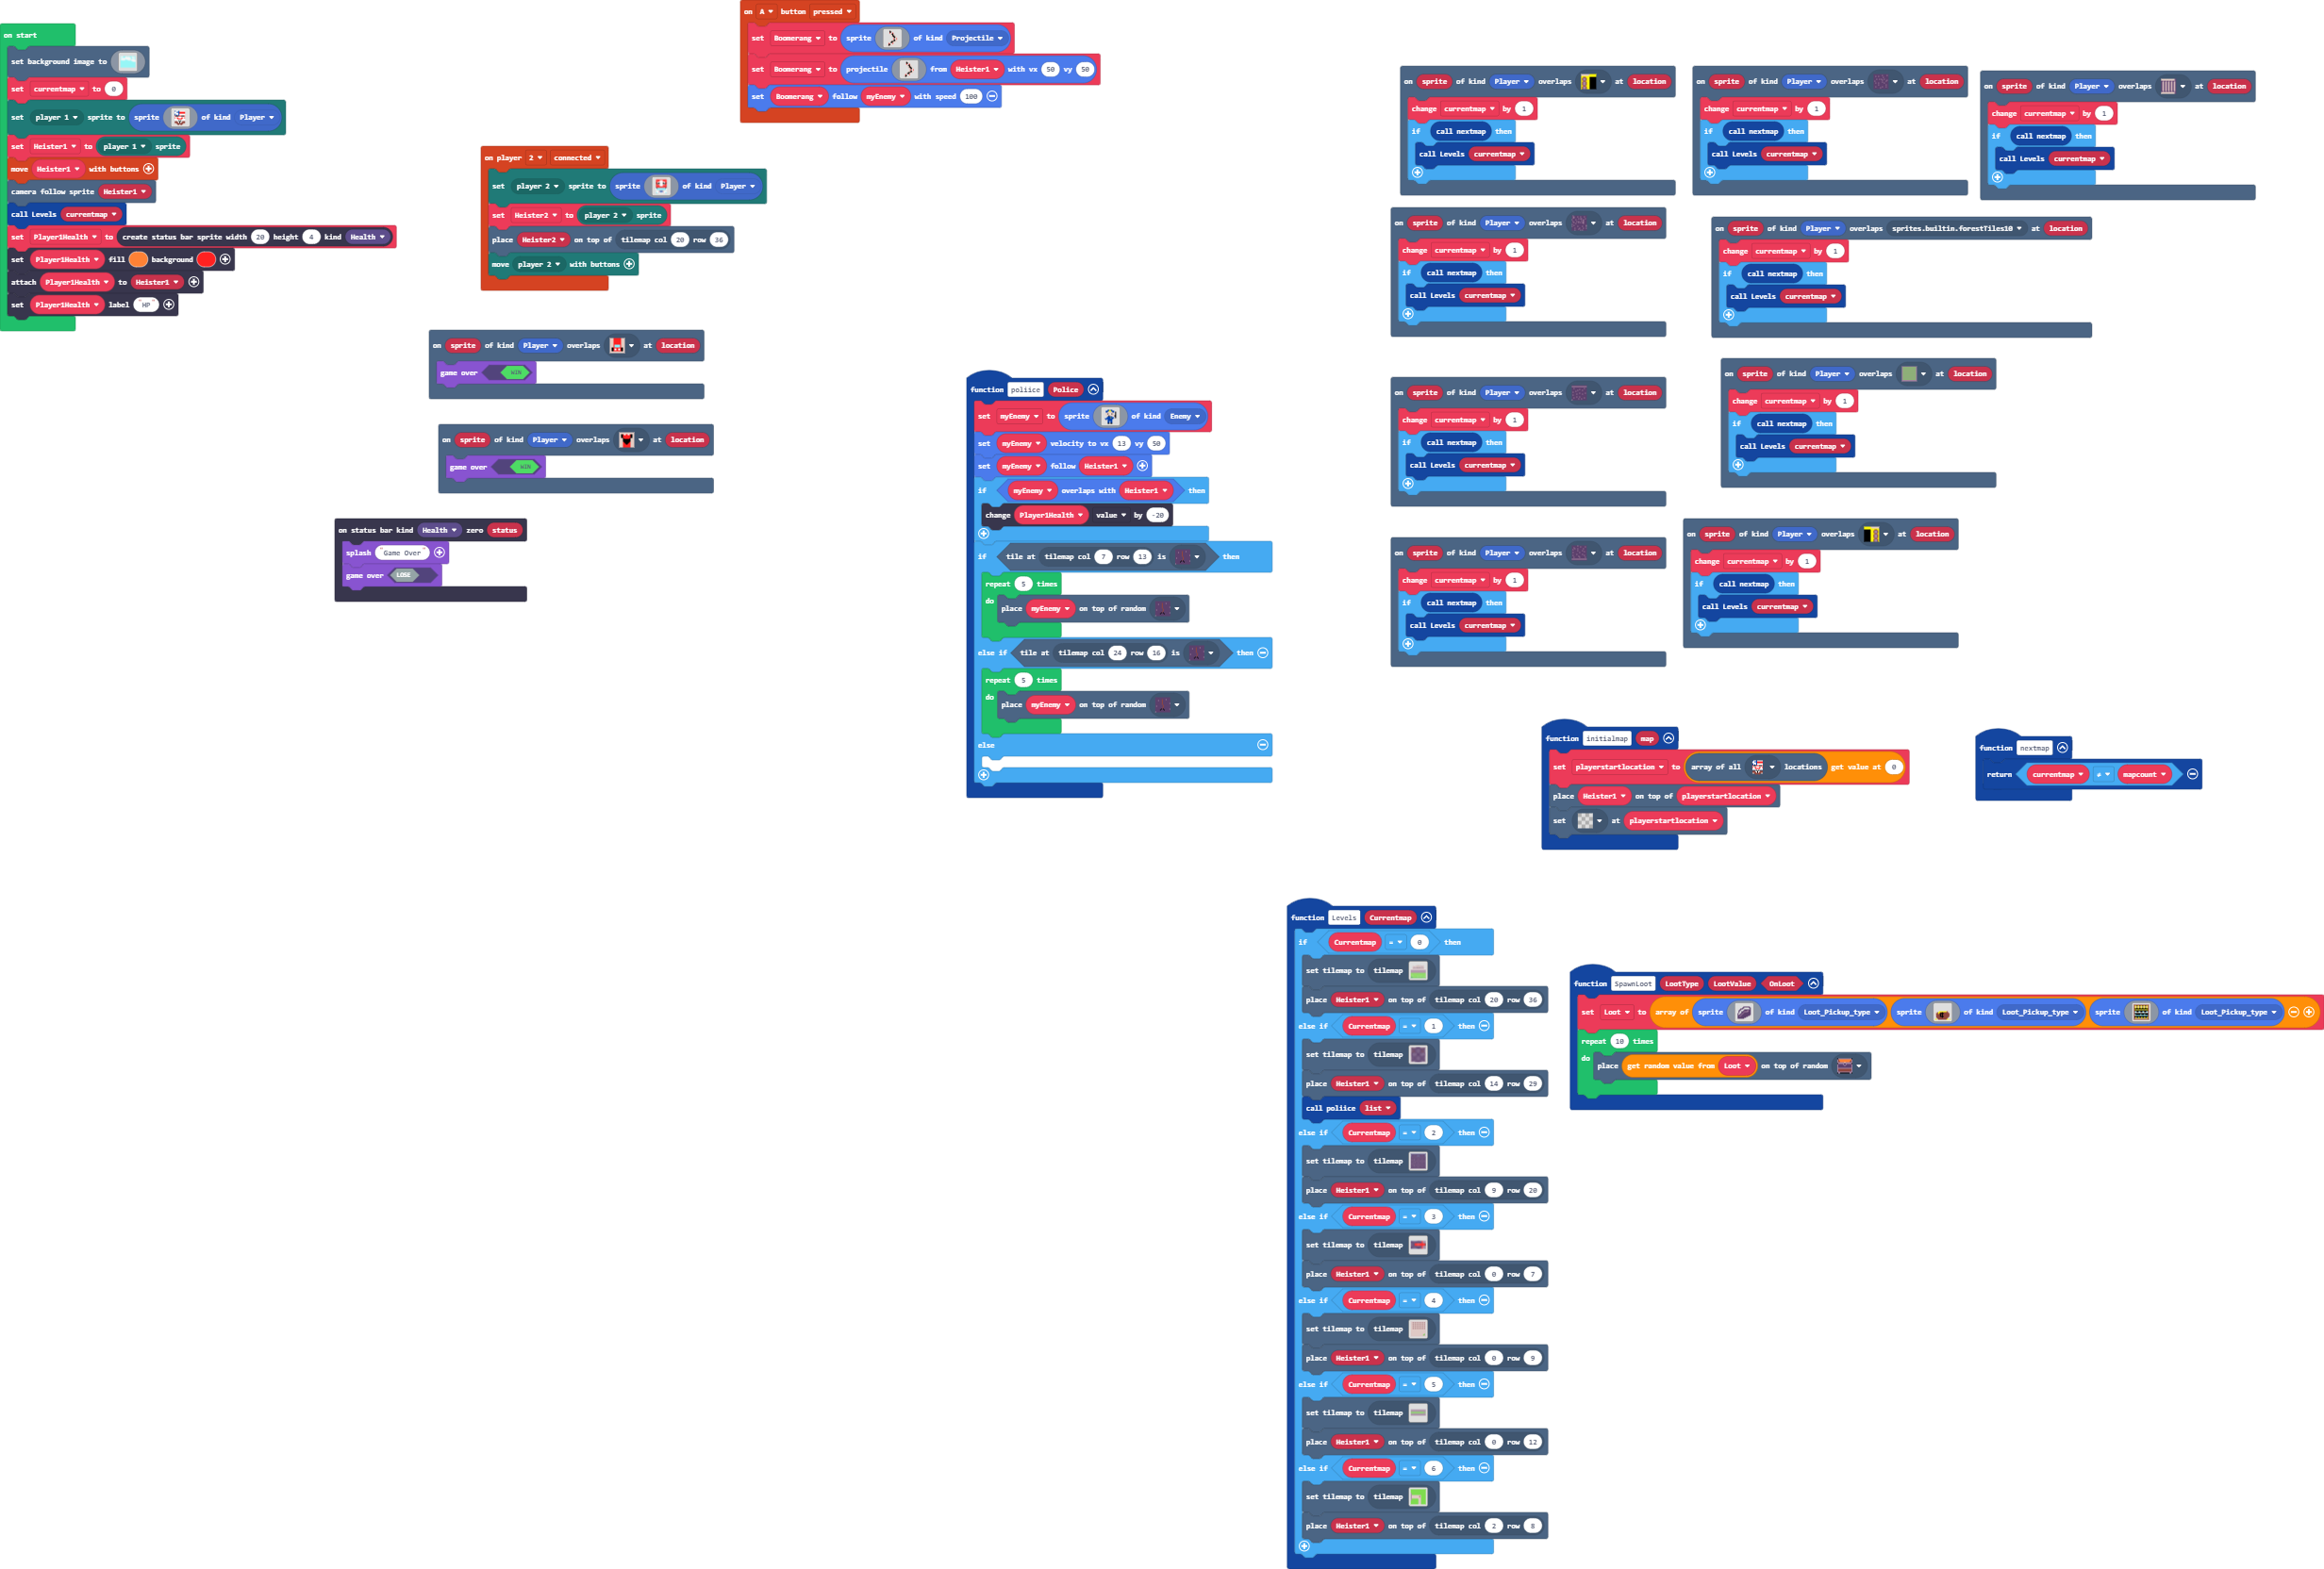 on start
set background image to
set currentmap to 0
set player 1 sprite to sprite of kind Player
set Heister1 to player 1 sprite
move Heister1 with buttons
camera follow sprite Heister1
call Levels currentmap
set Player1Health to create status bar sprite width 20 height 4 kind Health
set Player1Health fill background
attach Player1Health to Heister1
set Player1Health label "HP"
on A button pressed
set Boomerang to sprite of kind Projectile
set Boomerang to projectile from Heister1 with vx 50 vy 50
set Boomerang follow myEnemy with speed 100
on player 2 connected
set player 2 sprite to sprite of kind Player
set Heister2 to player 2 sprite
place Heister2 on top of tilemap col 20 row 36
move player 2 with buttons
on sprite of kind Player overlaps at location
game over WIN
on sprite of kind Player overlaps at location
game over WIN
on status bar kind Health zero status
splash "Game Over"
game over LOSE
function poliice Police
set myEnemy to sprite of kind Enemy
set myEnemy velocity to vx 13 vy 50
set myEnemy follow Heister1
if myEnemy overlaps with Heister1 then
change Player1Health value by -20
if tile at tilemap col 7 row 13 is then
repeat 5 times
do place myEnemy on top of random
else if tile at tilemap col 24 row 16 is then
repeat 5 times
do place myEnemy on top of random
else
on sprite of kind Player overlaps at location
change currentmap by 1
if call nextmap then
call Levels currentmap
on sprite of kind Player overlaps at location
change currentmap by 1
if call nextmap then
call Levels currentmap
on sprite of kind Player overlaps at location
change currentmap by 1
if call nextmap then
call Levels currentmap
on sprite of kind Player overlaps at location
change currentmap by 1
if call nextmap then
call Levels currentmap
on sprite of kind Player overlaps sprites.builtin.forestTiles10 at location
change currentmap by 1
if call nextmap then
call Levels currentmap
on sprite of kind Player overlaps at location
change currentmap by 1
if call nextmap then
call Levels currentmap
on sprite of kind Player overlaps at location
change currentmap by 1
if call nextmap then
call Levels currentmap
on sprite of kind Player overlaps at location
change currentmap by 1
if call nextmap then
call Levels currentmap
on sprite of kind Player overlaps at location
change currentmap by 1
if call nextmap then
call Levels currentmap
function initialmap map
set playerstartlocation to array of all locations get value at 0
place Heister1 on top of playerstartlocation
set at playerstartlocation
function nextmap
return currentmap ≠ mapcount
function Levels Currentmap
if Currentmap = 0 then
set tilemap to tilemap
place Heister1 on top of tilemap col 20 row 36
else if Currentmap = 1 then
set tilemap to tilemap
place Heister1 on top of tilemap col 14 row 29
call poliice list
else if Currentmap = 2 then
set tilemap to tilemap
place Heister1 on top of tilemap col 9 row 20
else if Currentmap = 3 then
set tilemap to tilemap
place Heister1 on top of tilemap col 0 row 7
else if Currentmap = 4 then
set tilemap to tilemap
place Heister1 on top of tilemap col 0 row 9
else if Currentmap = 5 then
set tilemap to tilemap
place Heister1 on top of tilemap col 0 row 12
else if Currentmap = 6 then
set tilemap to tilemap
place Heister1 on top of tilemap col 2 row 8
function SpawnLoot LootType LootValue OnLoot
set Loot to array of sprite of kind Loot_Pickup_type sprite of kind Loot_Pickup_type sprite of kind Loot_Pickup_type
repeat 10 times
do place get random value from Loot on top of random